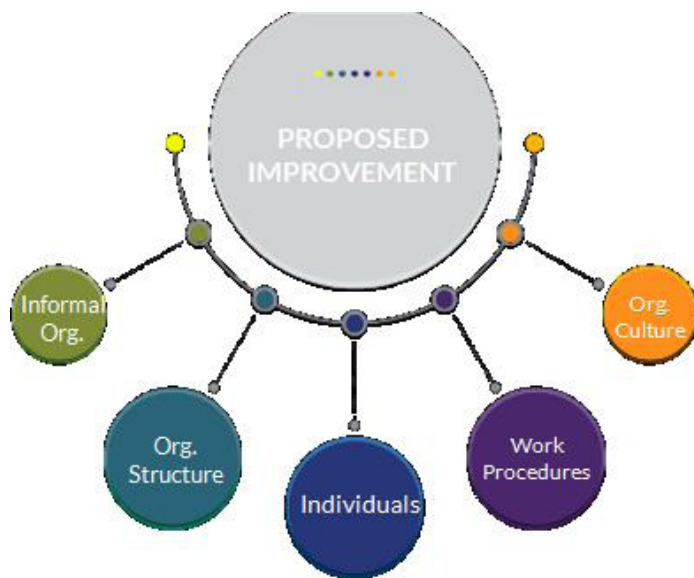 PROPOSED
IMPROVEMENT
Informal
Org.
Org.
Structure
Individuals
Work
Procedures
Org.
Culture